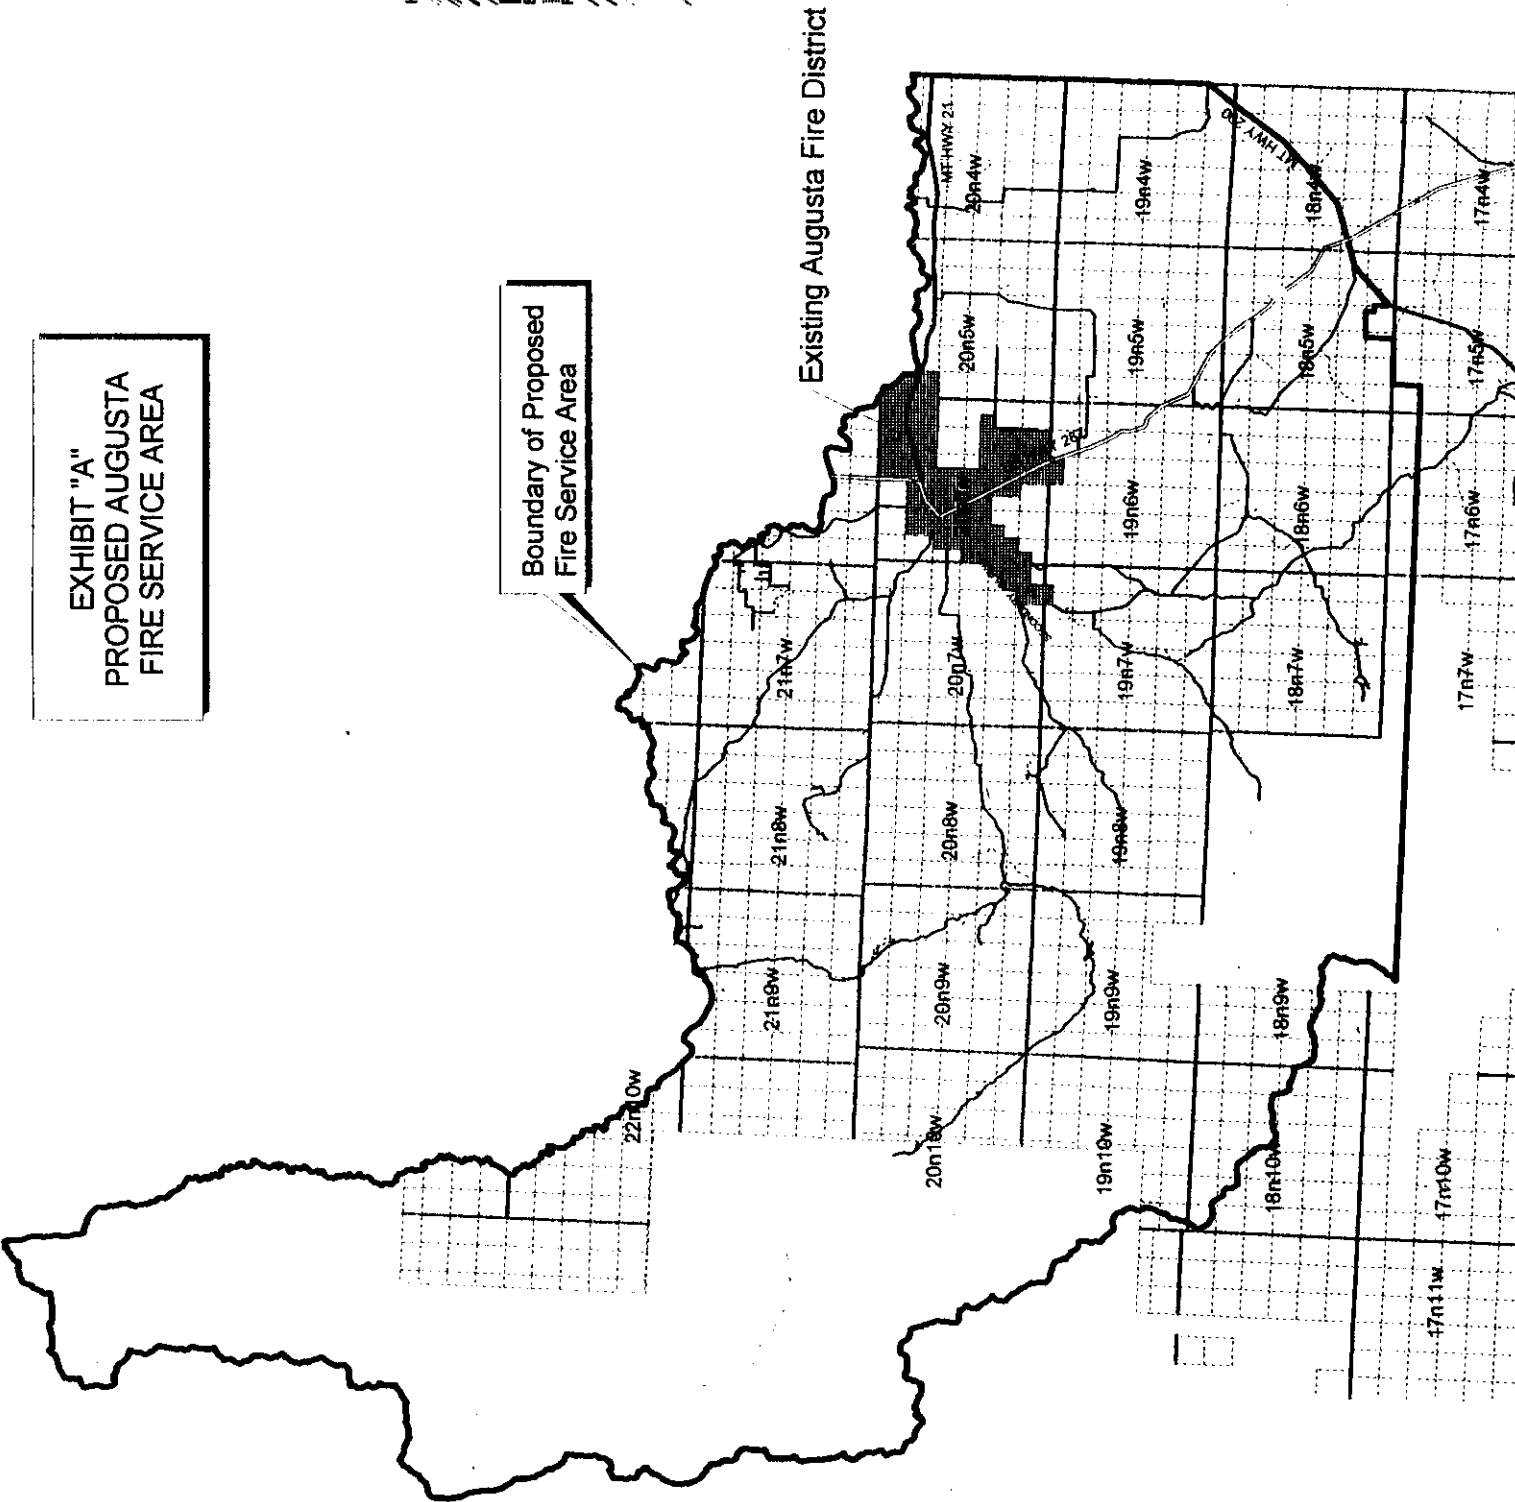 EXHIBIT "A"
PROPOSED AUGUSTA
FIRE SERVICE AREA
Boundary of Proposed
Fire Service Area
Existing Augusta Fire District
22n10w
21n9w
21n8w
21n7w
20n10w
20n9w
20n8w
20n7w
20n5w
20n4w
MT HWY 21
19n10w
19n9w
19n8w
19n7w
19n6w
19n5w
19n4w
18n10w
18n9w
18n7w
18n6w
18n5w
18n4w
MT HWY 200
17n11w
17n10w
17n7w
17n6w
17n5w
17n4w